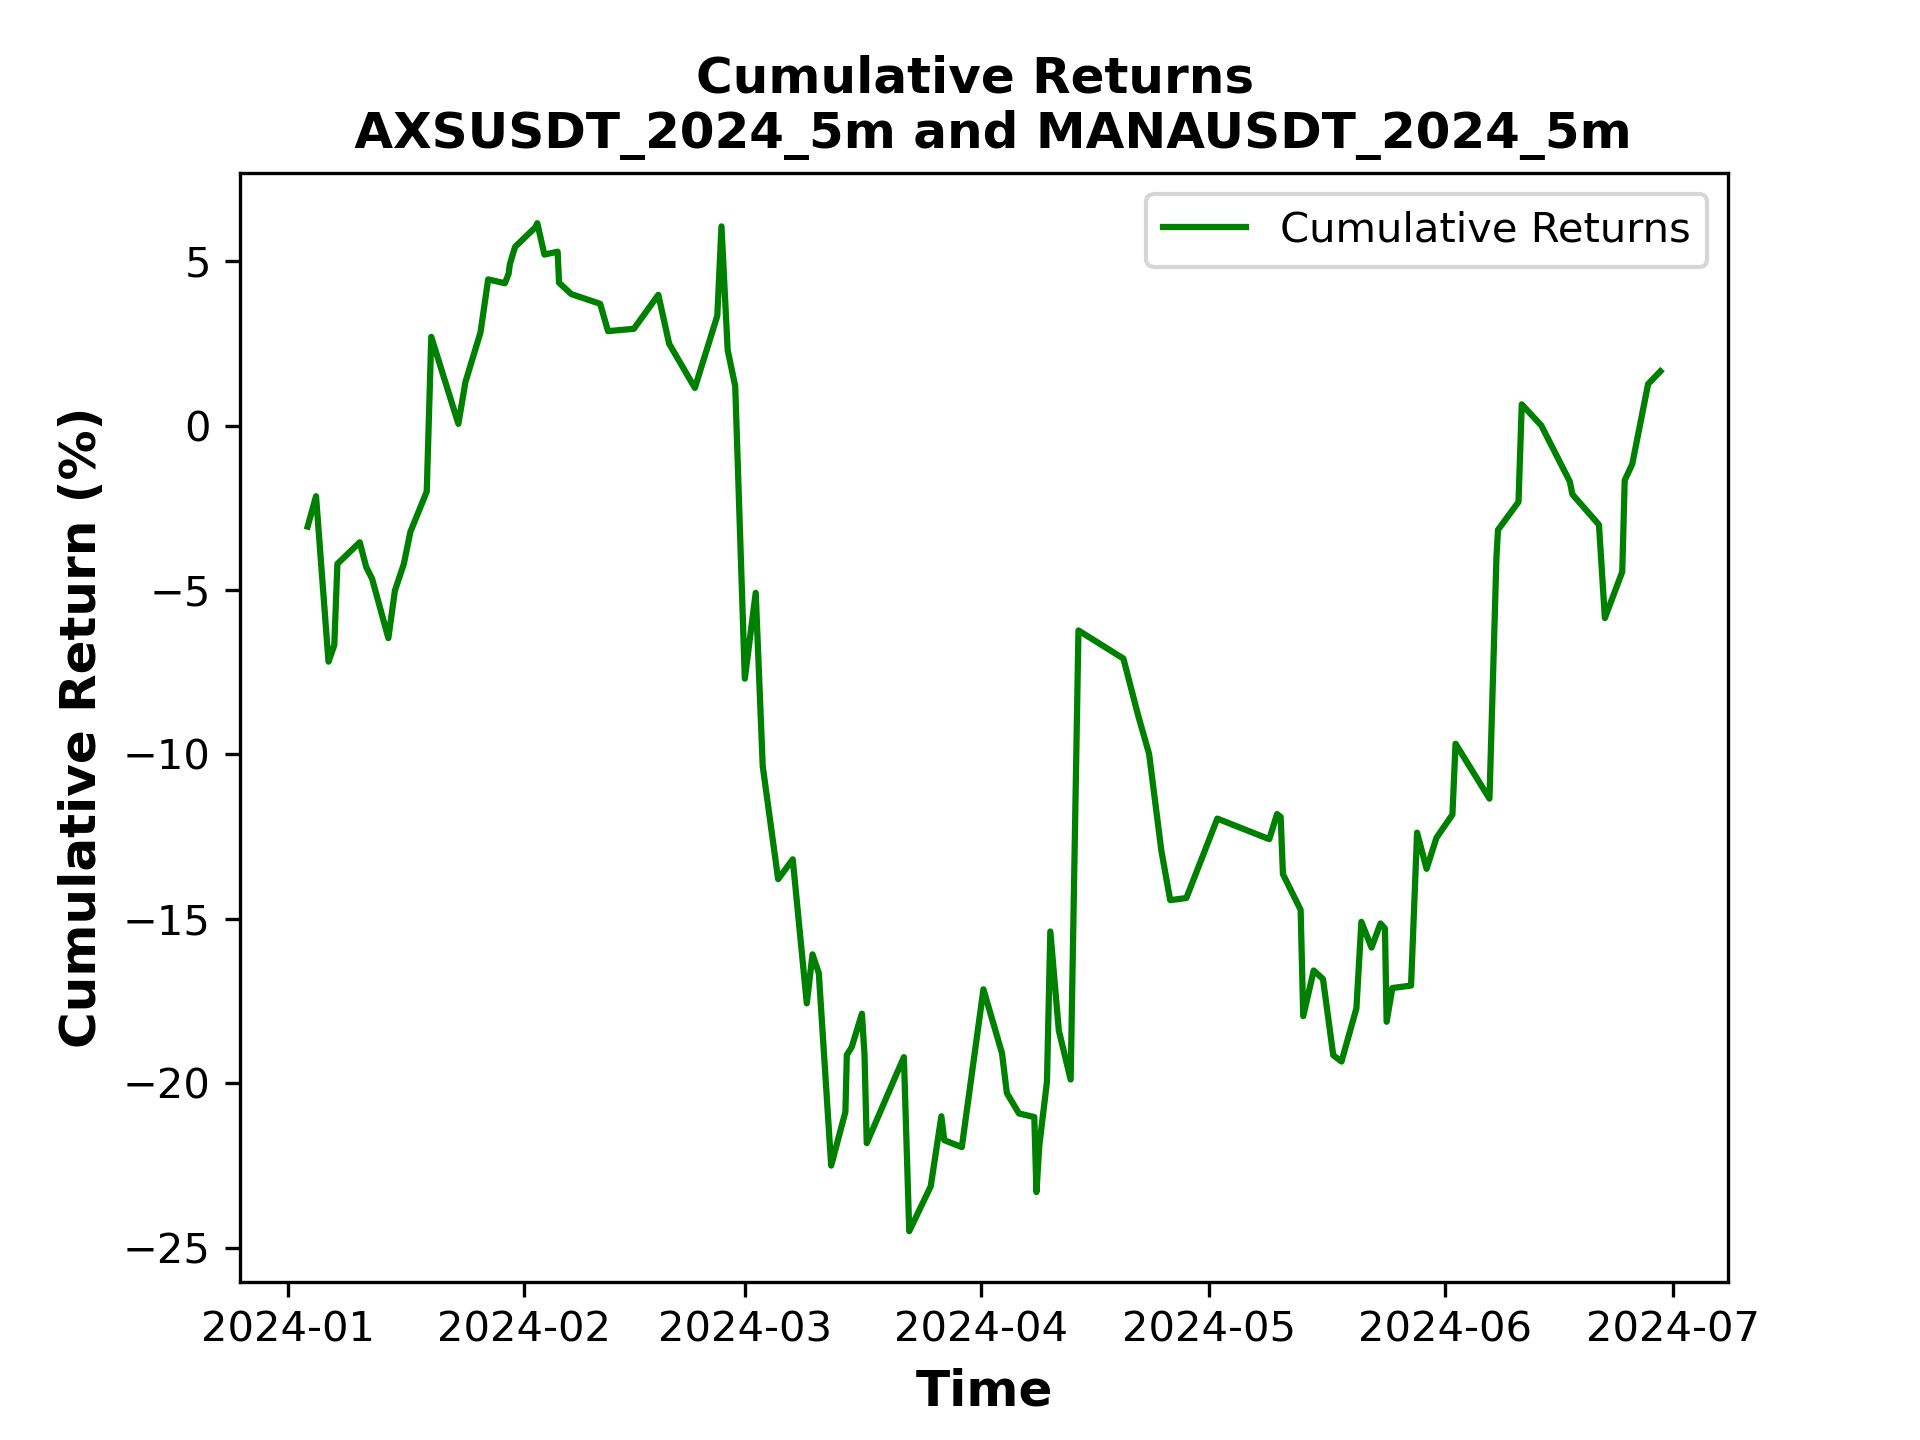 Cumulative Returns
AXSUSDT_2024_5m and MANAUSDT_2024_5m
Cumulative Returns
Cumulative Return (%)
5
0
−5
−10
−15
−20
−25
2024-01 2024-02 2024-03 2024-04 2024-05 2024-06 2024-07
Time